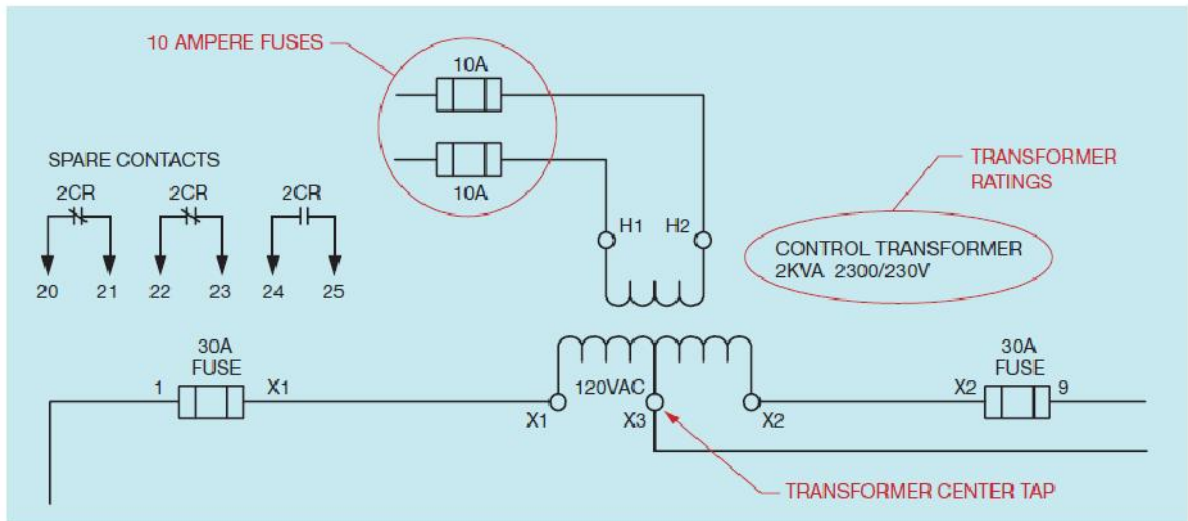 10 AMPERE FUSES
10A
10A
SPARE CONTACTS
2CR 2CR 2CR
20 21 22 23 24 25
TRANSFORMER
RATINGS
H1 H2
CONTROL TRANSFORMER
2KVA 2300/230V
30A
FUSE
1 X1
120VAC
X1 X3 X2
30A
FUSE
X2 9
TRANSFORMER CENTER TAP